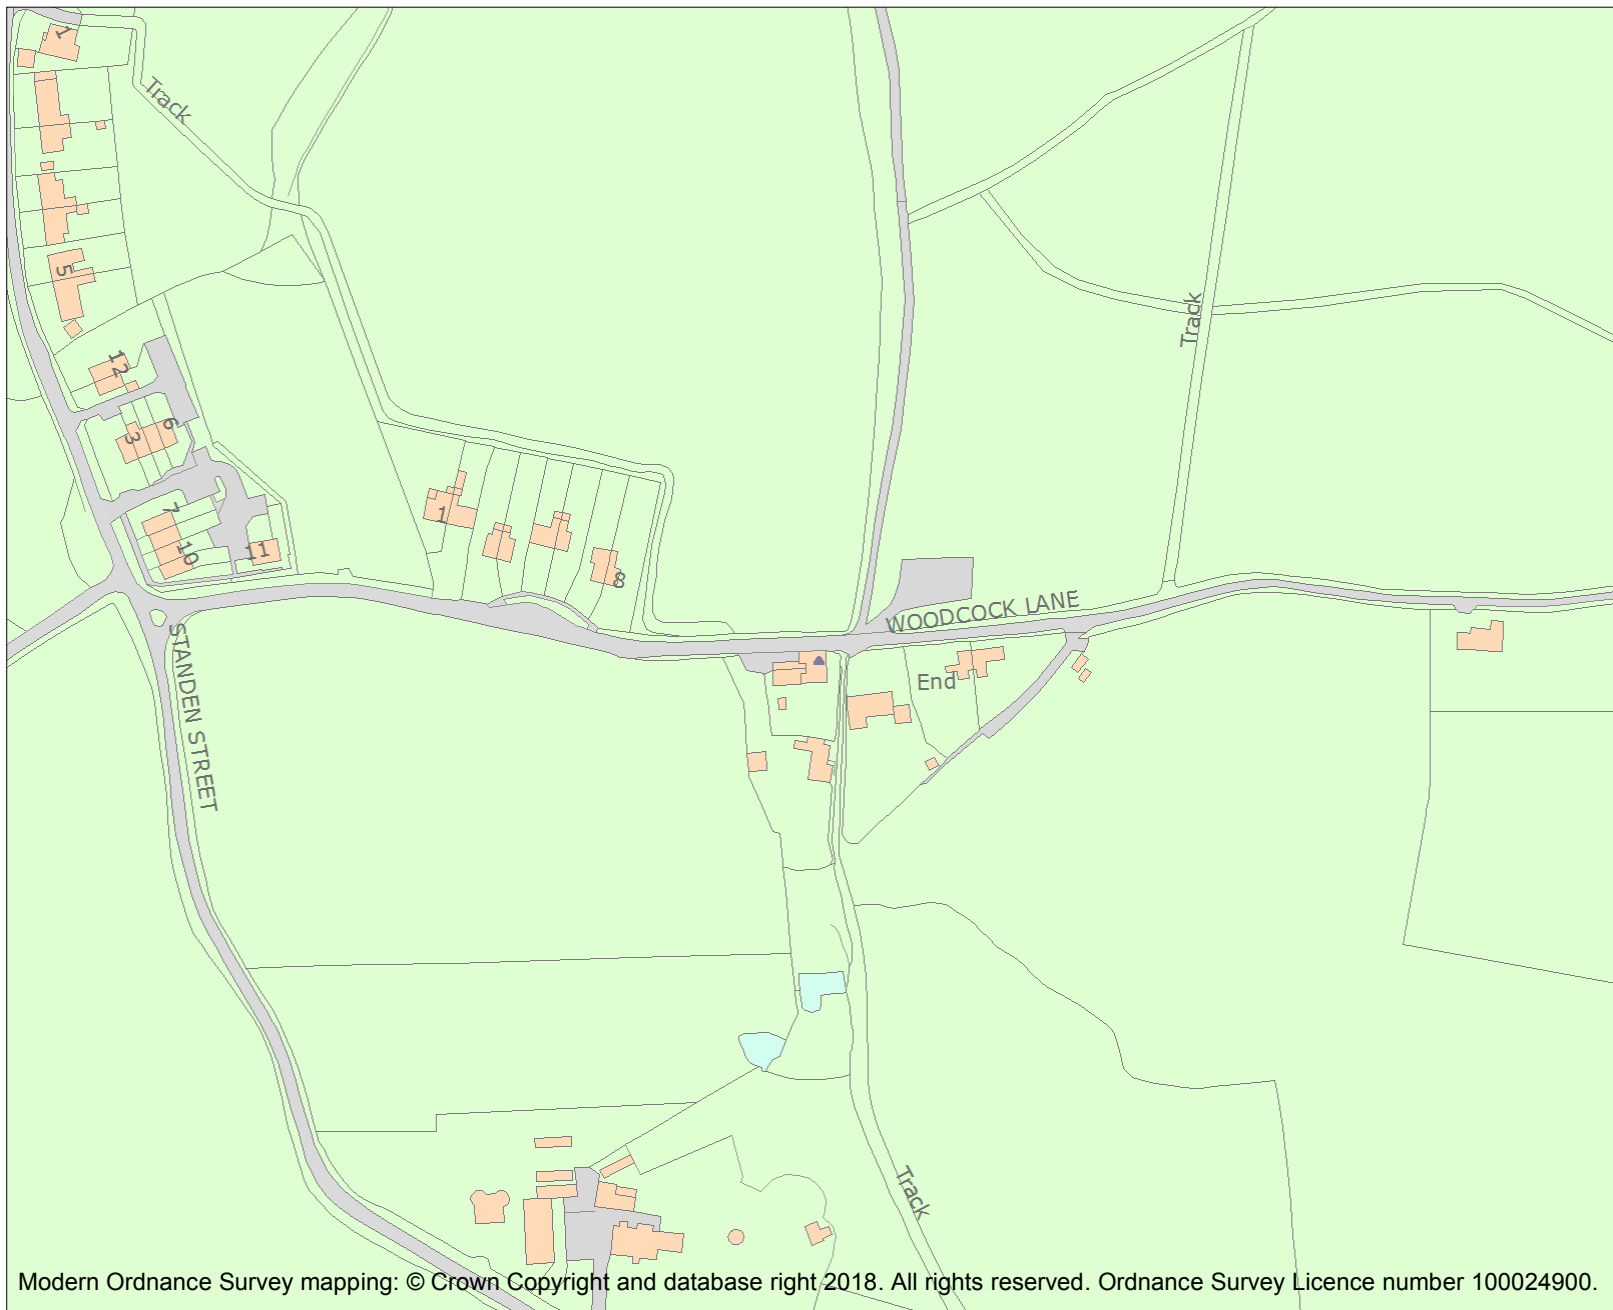 1
Track
5
Track
12
6
3
1
7
10
11
8
WOODCOCK LANE
STANDEN STREET
End
Track
Modern Ordnance Survey mapping: © Crown Copyright and database right 2018. All rights reserved. Ordnance Survey Licence number 100024900.